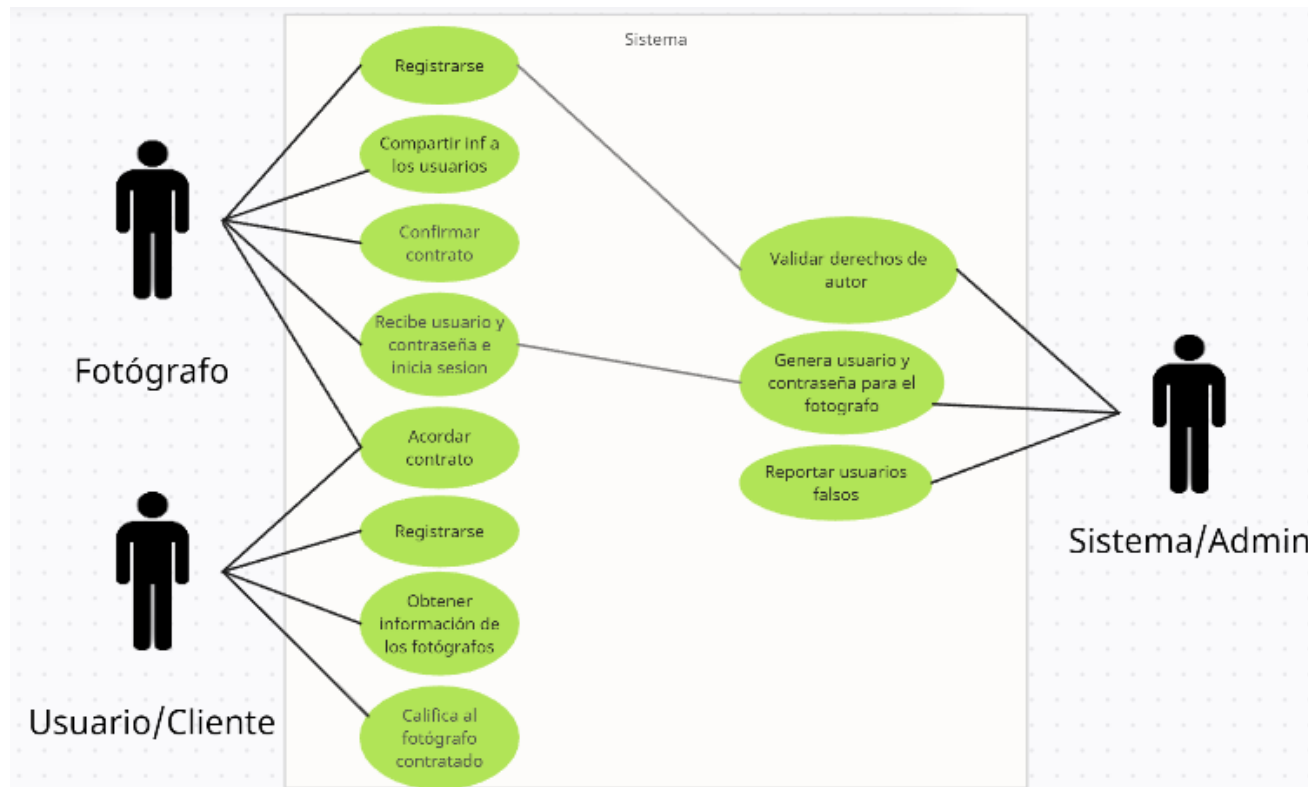 Sistema
Registrarse
Compartir inf a
los usuarios
Confirmar
contrato
Recibe usuario y
contraseña e
inicia sesion
Acordar
contrato
Registrarse
Obtener
información de
los fotógrafos
Califica al
fotógrafo
contratado
Validar derechos de
autor
Genera usuario y
contraseña para el
fotografo
Reportar usuarios
falsos
Fotógrafo
Usuario/Cliente
Sistema/Admin